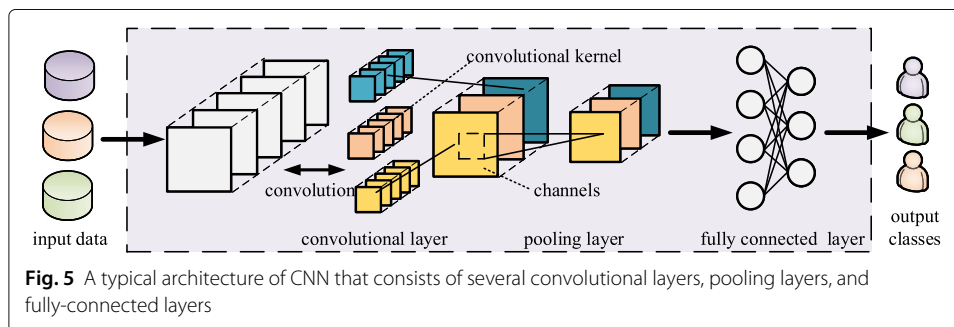 convolutional kernel
convolution
channels
input data
convolutional layer
pooling layer
fully connected layer
output
classes
Fig. 5 A typical architecture of CNN that consists of several convolutional layers, pooling layers, and
fully-connected layers